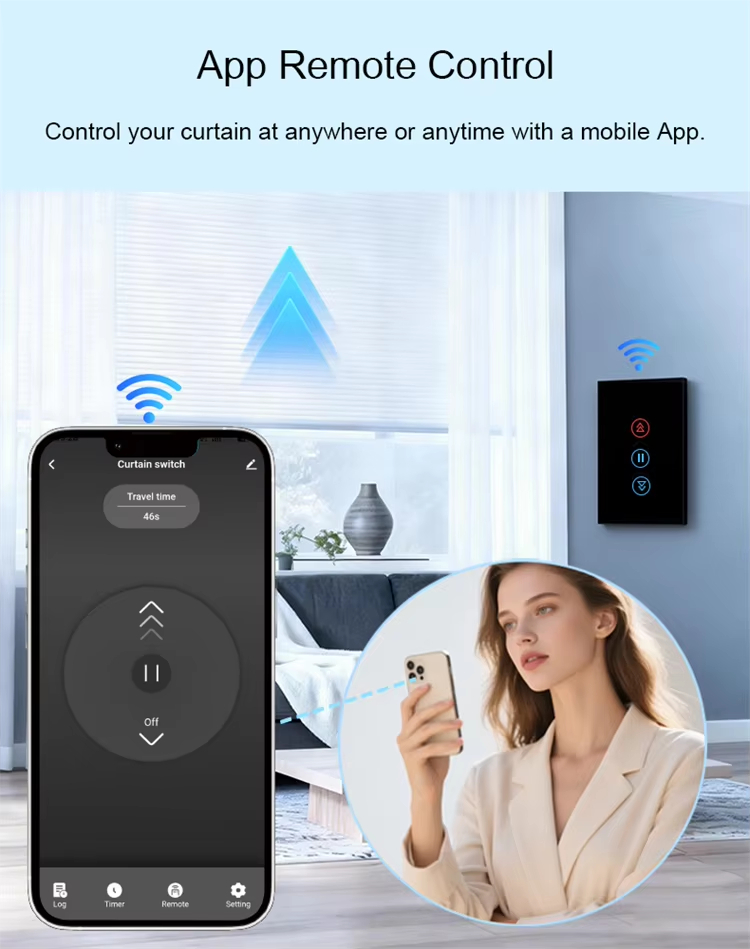 App Remote Control
Control your curtain at anywhere or anytime with a mobile App.
Curtain switch
Travel time
46s
Off
Log
Timer
Remote
Setting